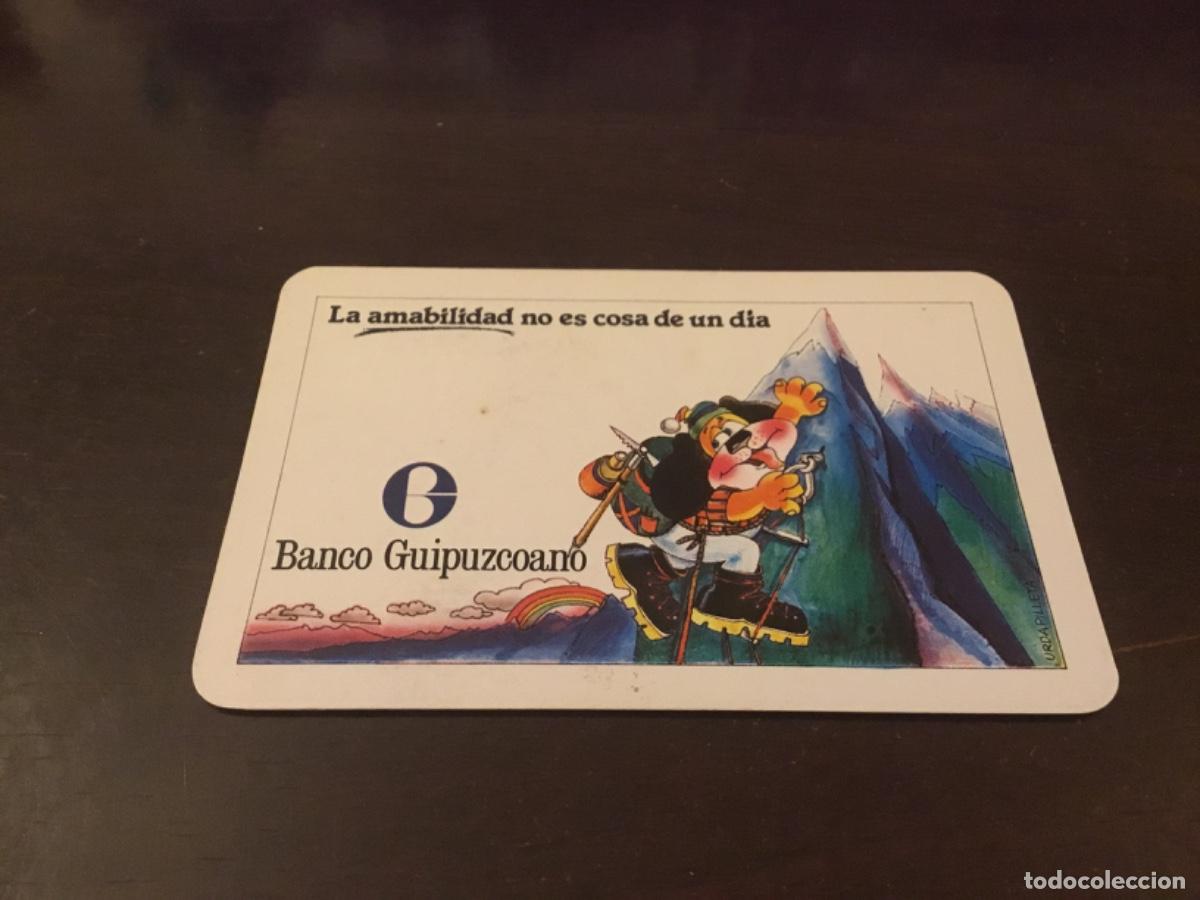 La amabilidad no es cosa de un dia
Banco Guipuzcoano
URDAPILLETA
todocoleccion